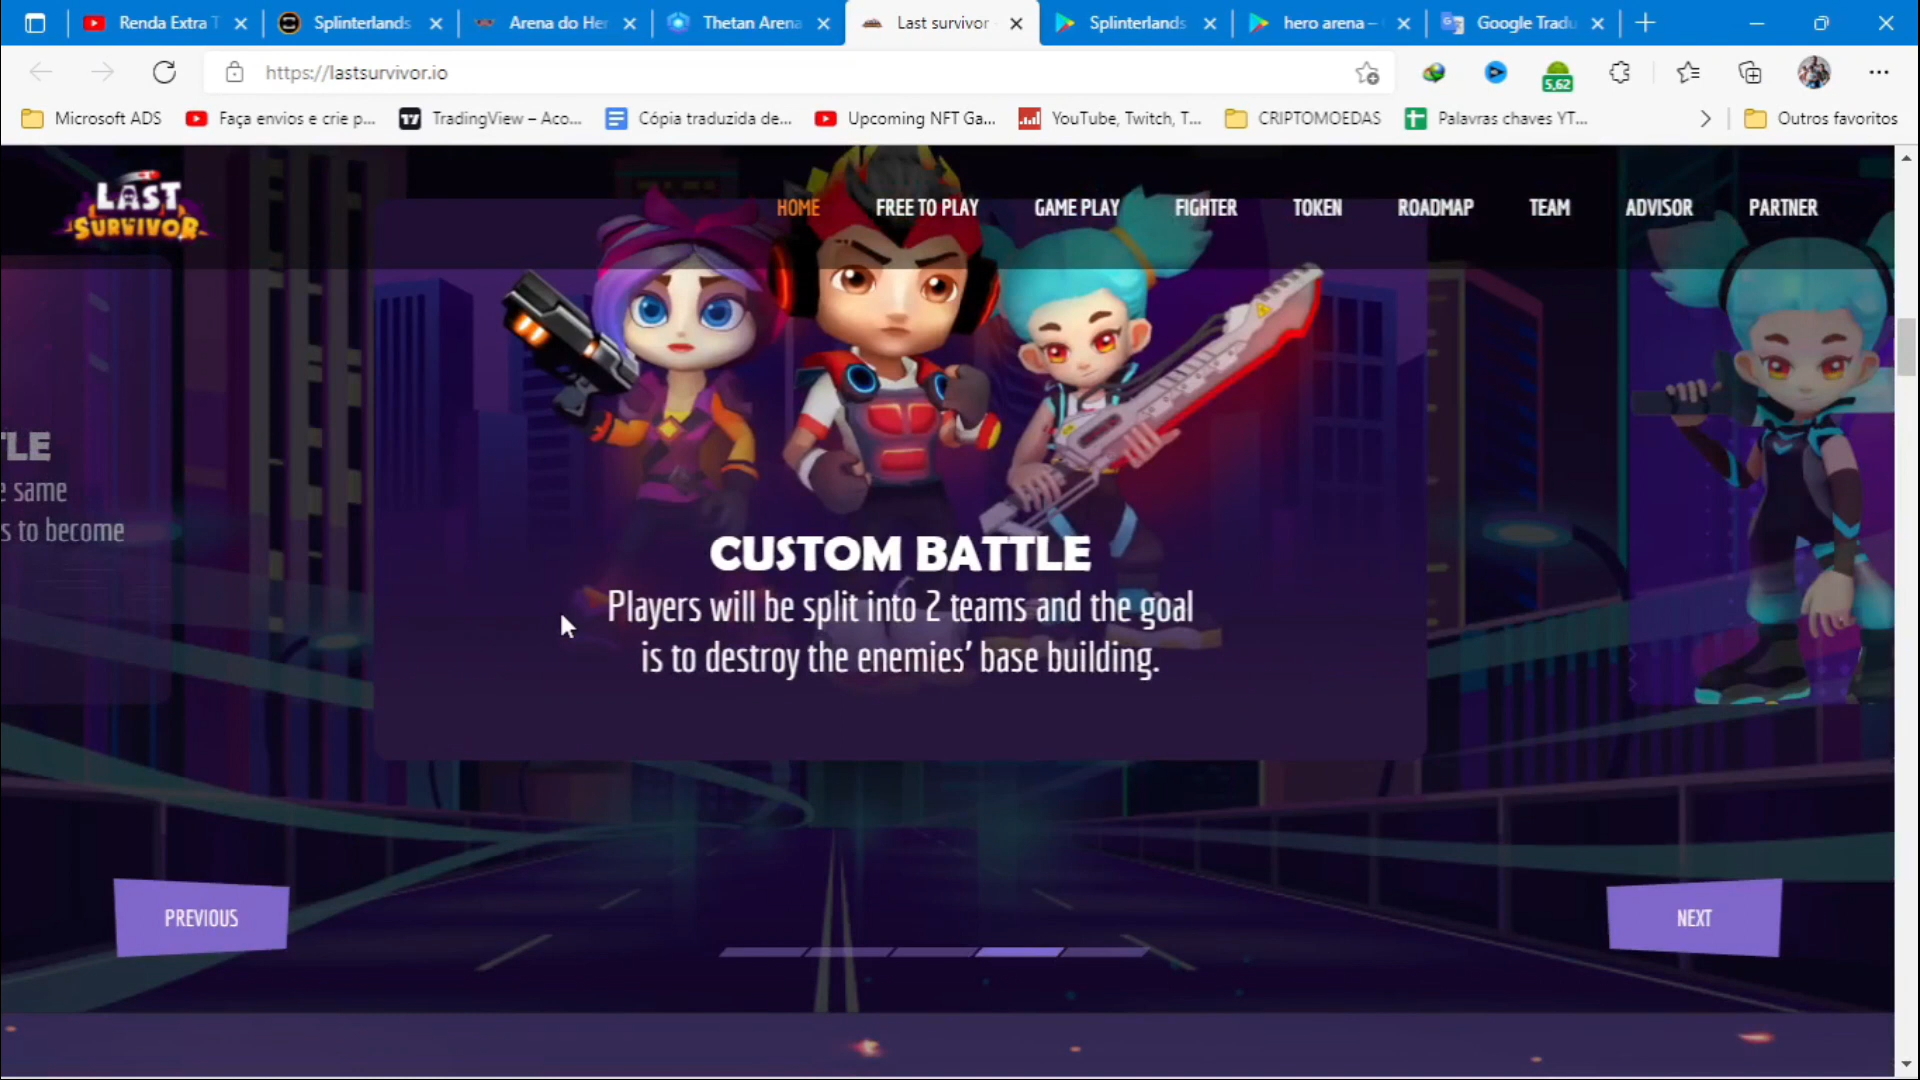 Renda Extra T
Splinterlands
Arena do Her
Thetan Arena
Last survivor
Splinterlands
hero arena –
Google Tradu
https://lastsurvivor.io
5,62
Microsoft ADS
Faça envios e crie p...
TradingView – Aco...
Cópia traduzida de...
Upcoming NFT Ga...
YouTube, Twitch, T...
CRIPTOMOEDAS
Palavras chaves YT...
Outros favoritos
LAST
SURVIVOR
HOME
FREE TO PLAY
GAME PLAY
FIGHTER
TOKEN
ROADMAP
TEAM
ADVISOR
PARTNER
TLE
e same
s to become
CUSTOM BATTLE
Players will be split into 2 teams and the goal
is to destroy the enemies’ base building.
PREVIOUS
NEXT